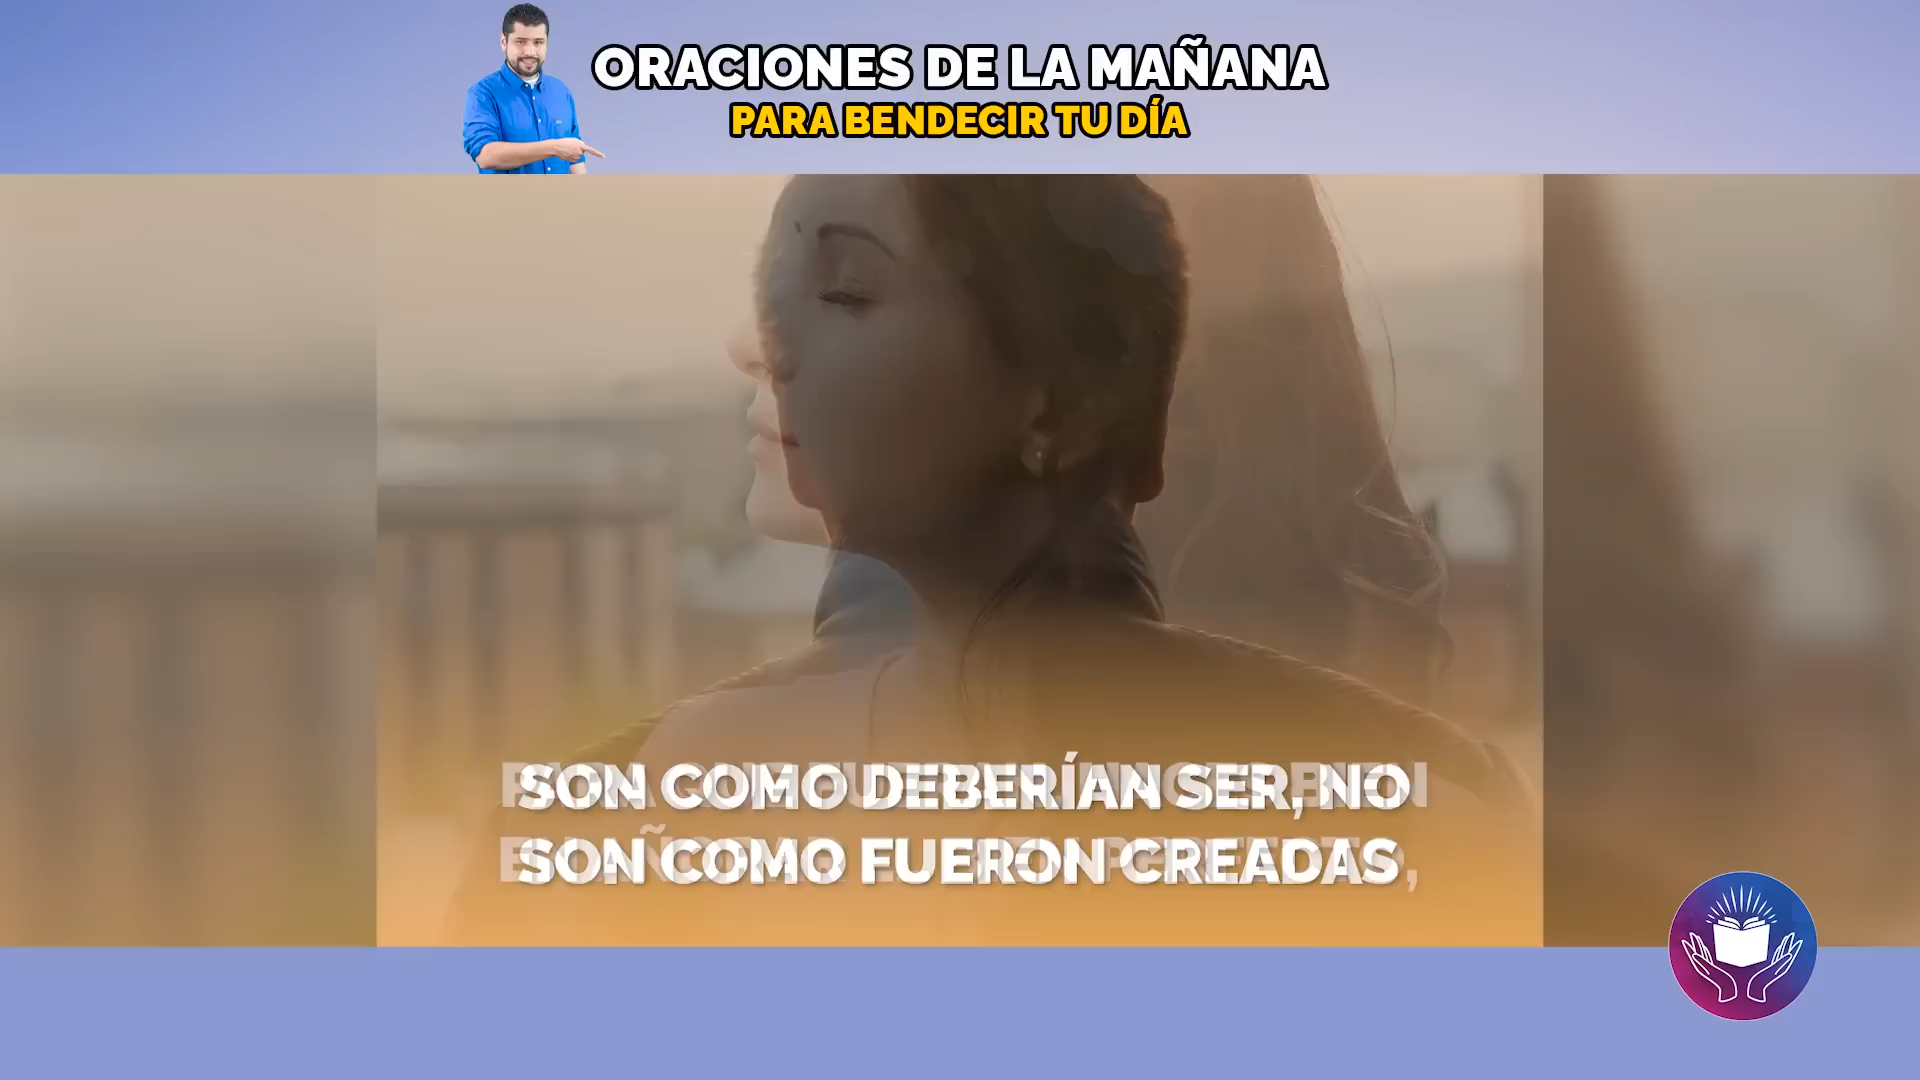 ORACIONES DE LA MAÑANA
PARA BENDECIR TU DÍA
SON COMO DEBERÍAN SER, NO
SON COMO FUERON CREADAS,